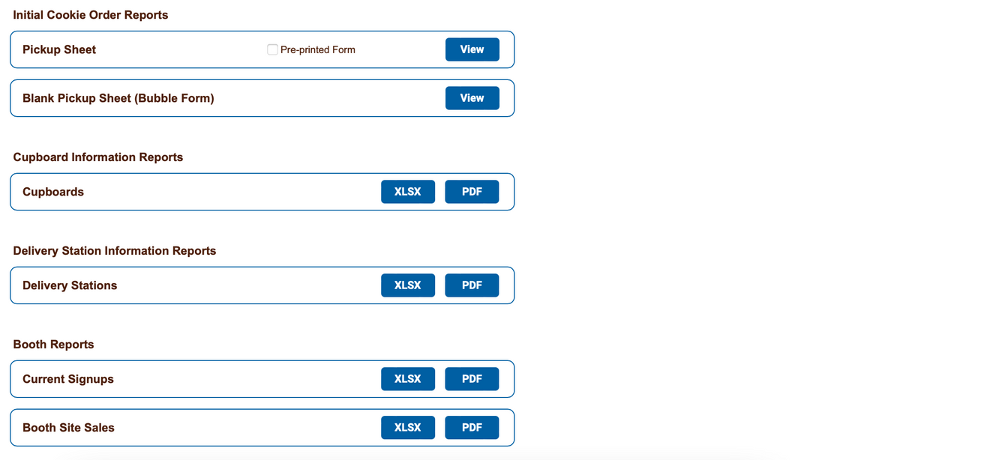 Initial Cookie Order Reports
Pickup Sheet Pre-printed Form View
Blank Pickup Sheet (Bubble Form) View
Cupboard Information Reports
Cupboards XLSX PDF
Delivery Station Information Reports
Delivery Stations XLSX PDF
Booth Reports
Current Signups XLSX PDF
Booth Site Sales XLSX PDF